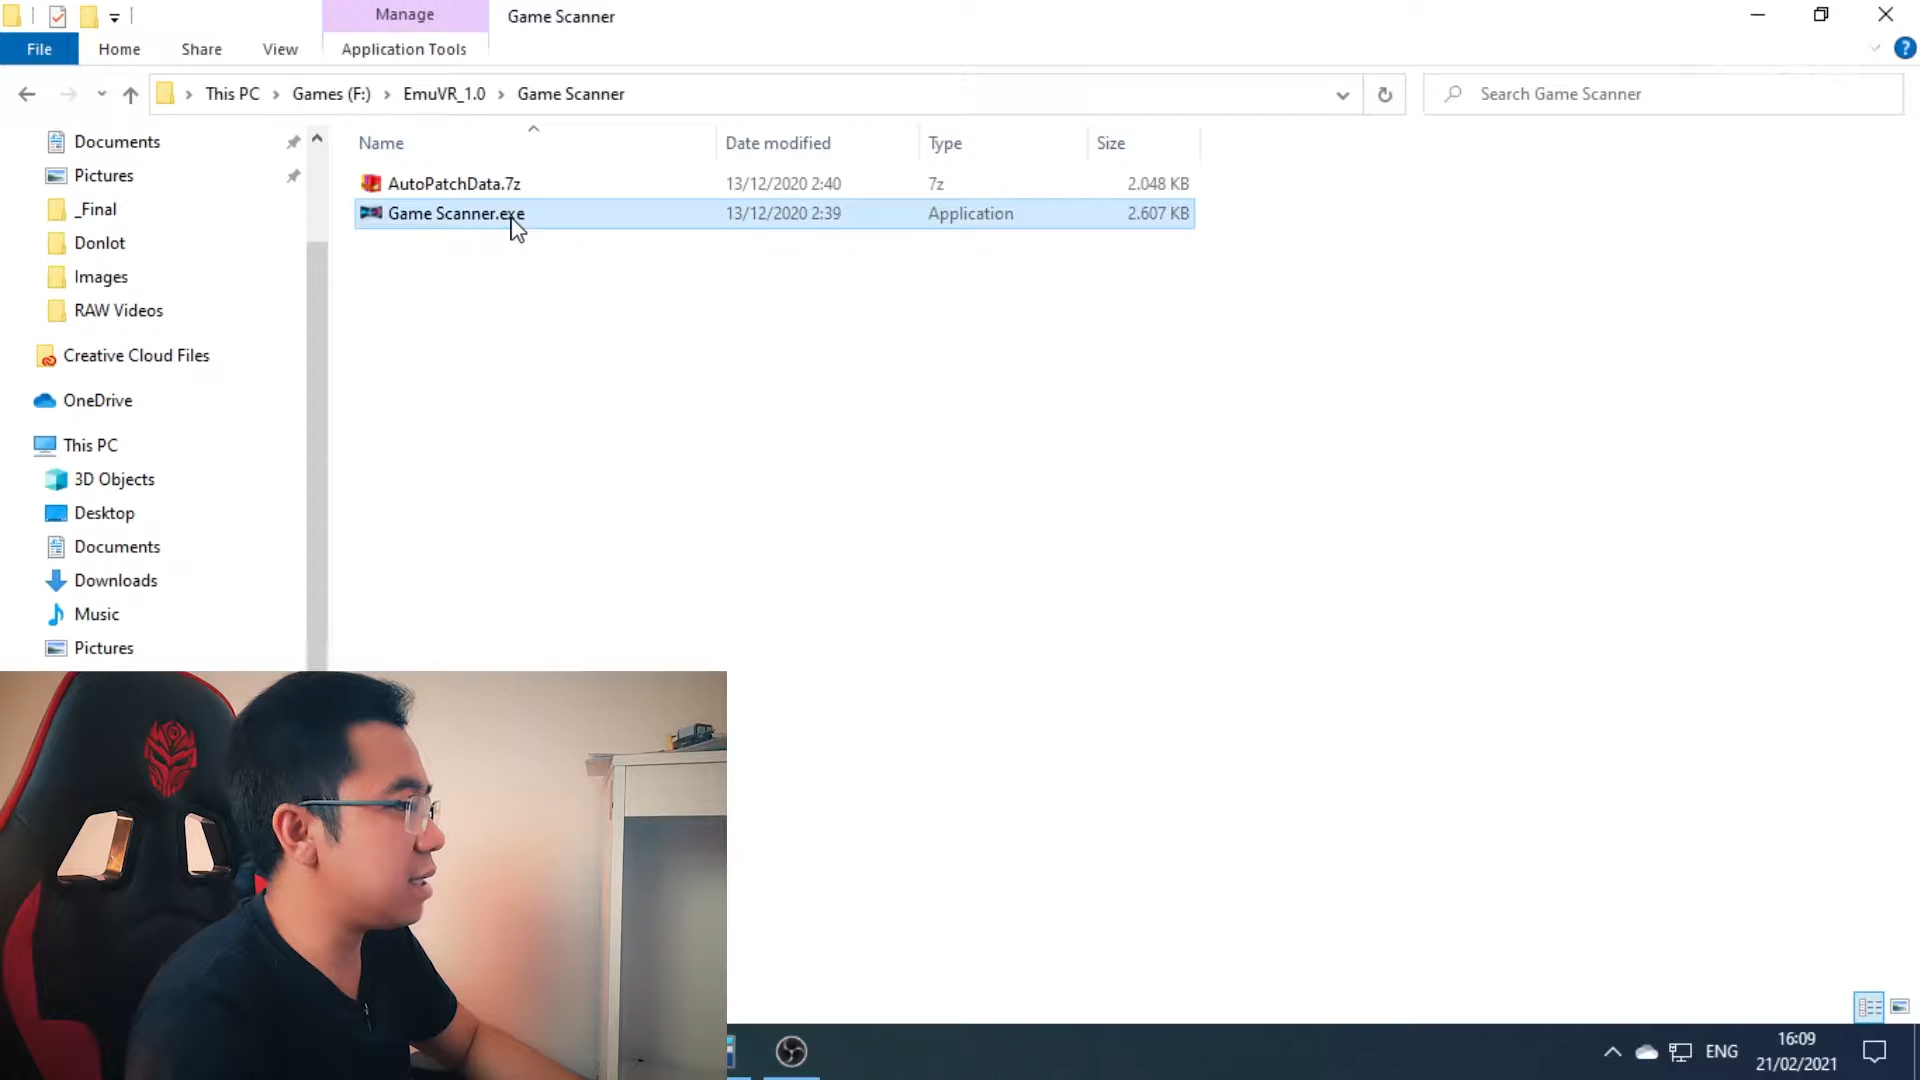 Manage
Game Scanner
File
Home
Share
View
Application Tools
This PC
Games (F:)
EmuVR_1.0
Game Scanner
Search Game Scanner
Documents
Pictures
_Final
Donlot
Images
RAW Videos
Creative Cloud Files
OneDrive
This PC
3D Objects
Desktop
Documents
Downloads
Music
Pictures
Name Date modified Type Size
AutoPatchData.7z 13/12/2020 2:40 7z 2.048 KB
Game Scanner.exe 13/12/2020 2:39 Application 2.607 KB
ENG
16:09
21/02/2021